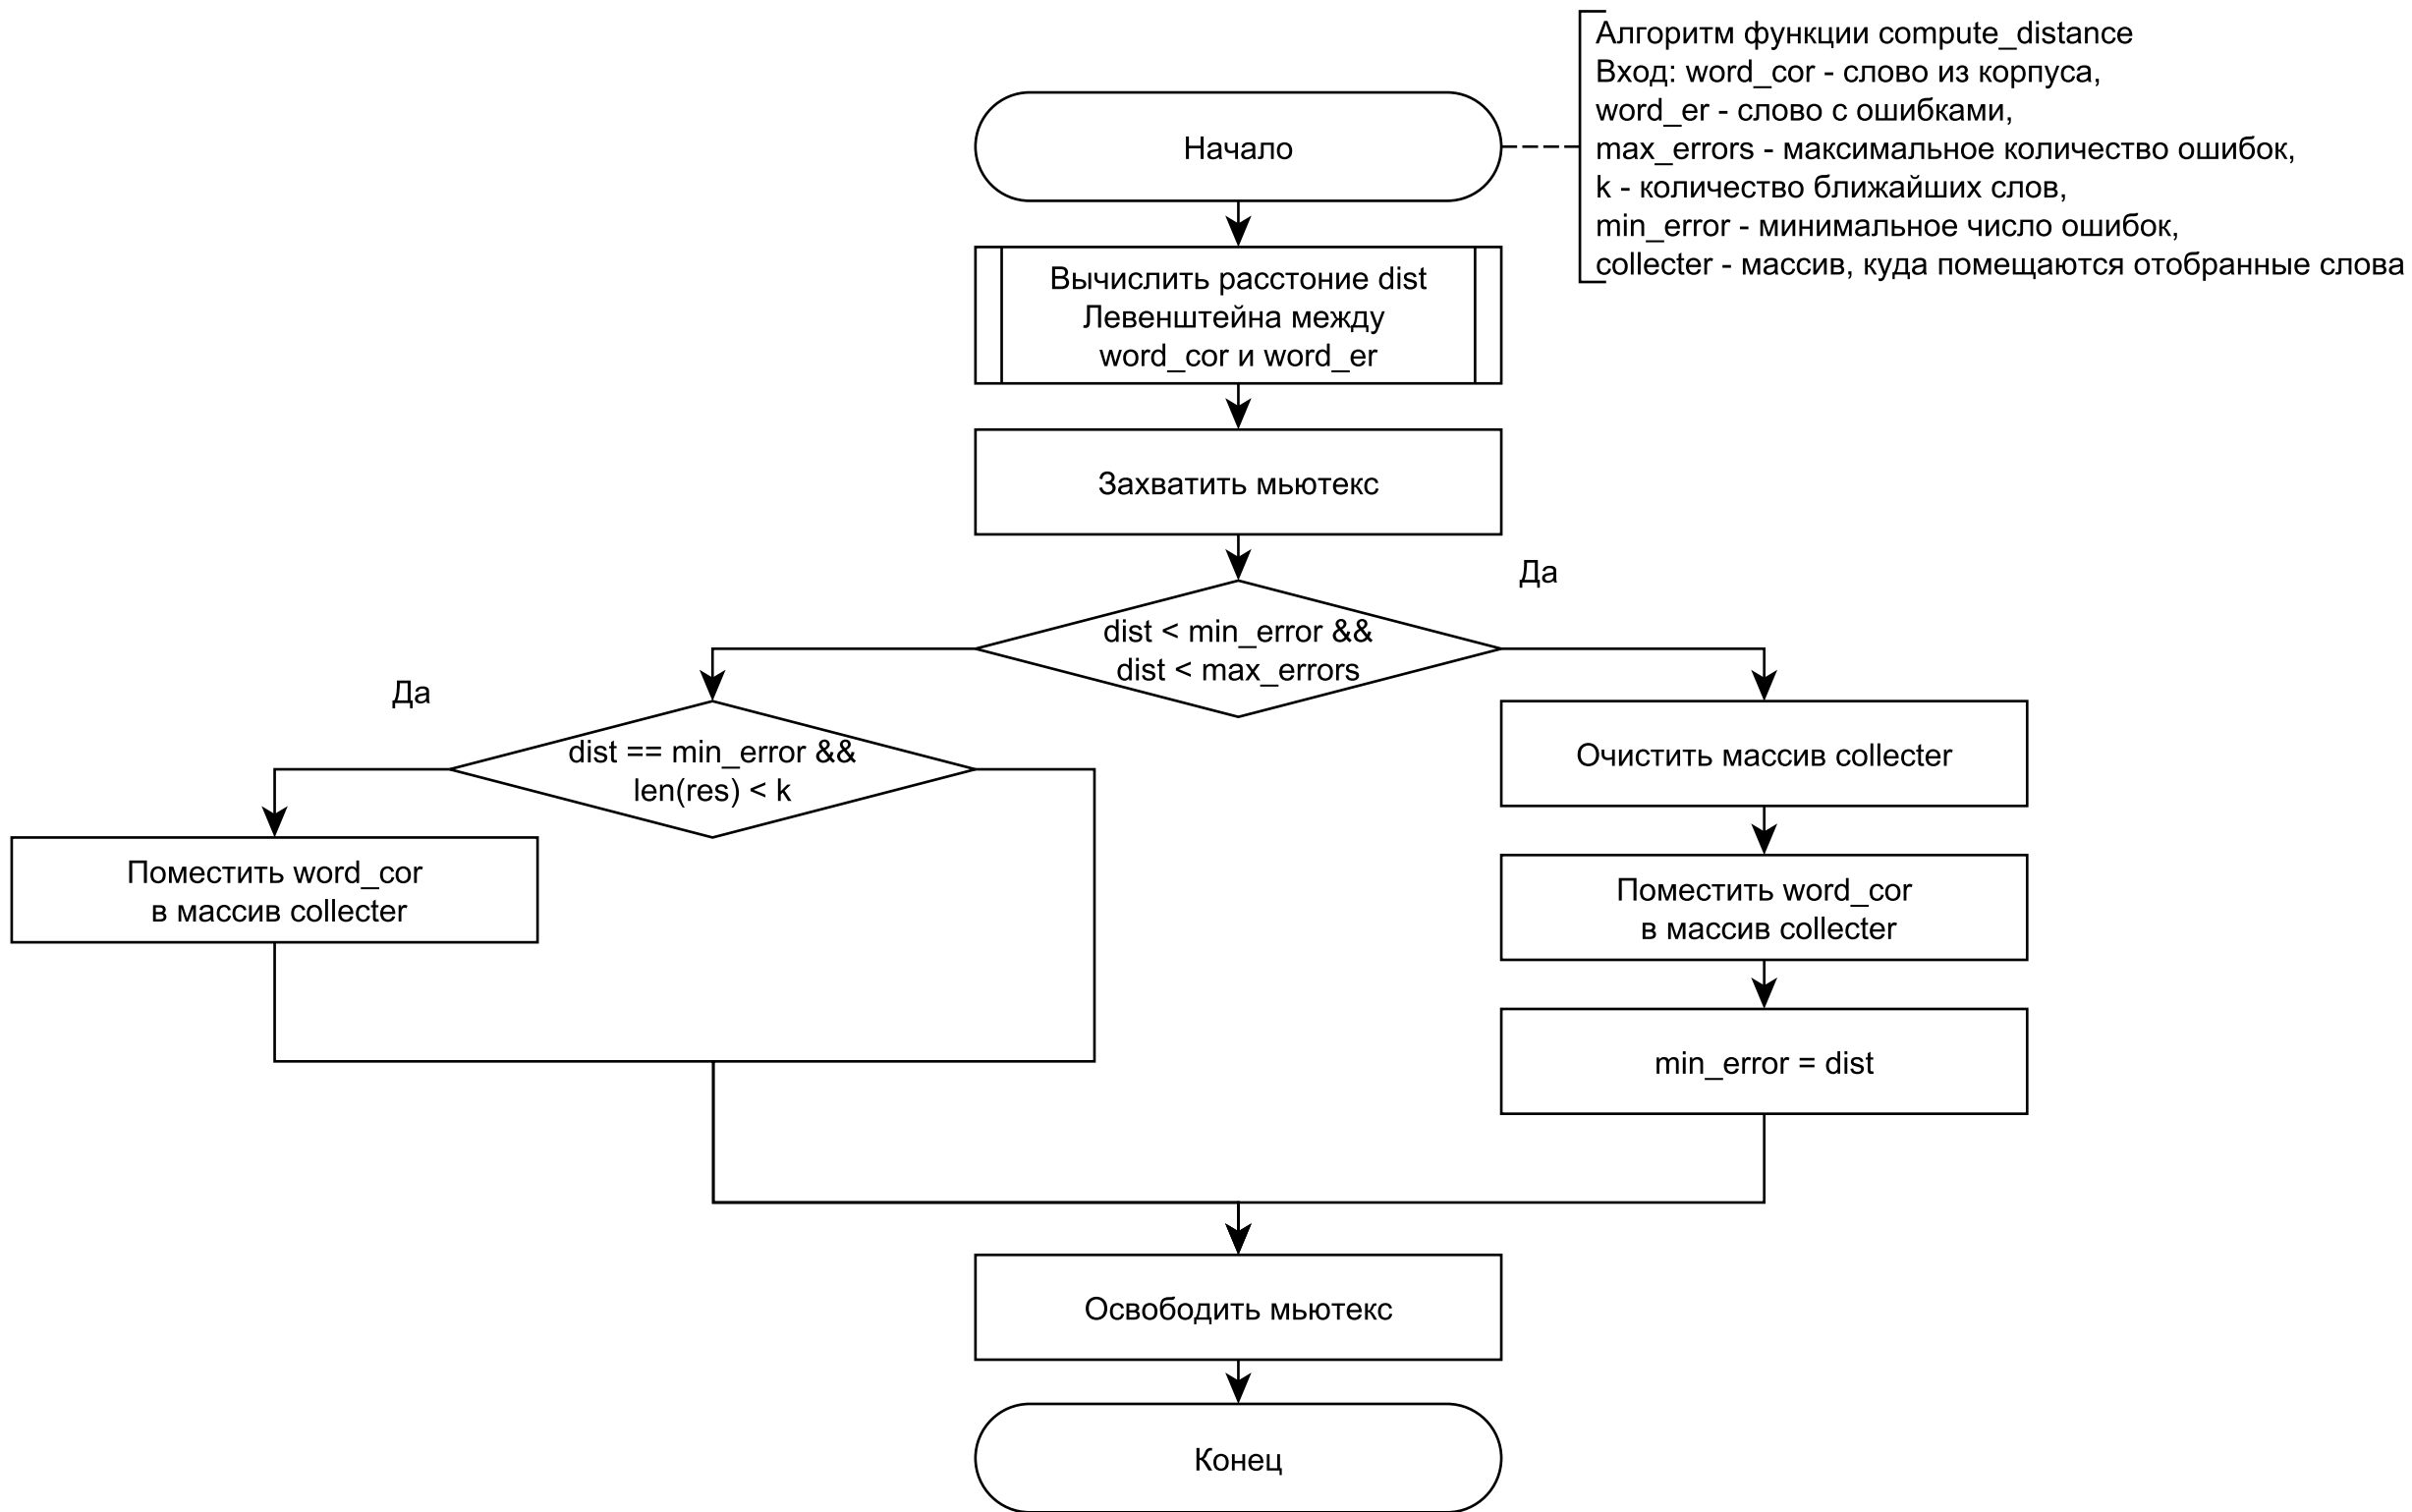 Алгоритм функции compute_distance
Вход: word_cor - слово из корпуса,
word_er - слово с ошибками,
max_errors - максимальное количество ошибок,
k - количество ближайших слов,
min_error - минимальное число ошибок,
collecter - массив, куда помещаются отобранные слова
Начало
Вычислить расстоние dist
Левенштейна между
word_cor и word_er
Захватить мьютекс
Да
dist < min_error &&
dist < max_errors
Да
dist == min_error &&
len(res) < k
Очистить массив collecter
Поместить word_cor
в массив collecter
Поместить word_cor
в массив collecter
min_error = dist
Освободить мьютекс
Конец